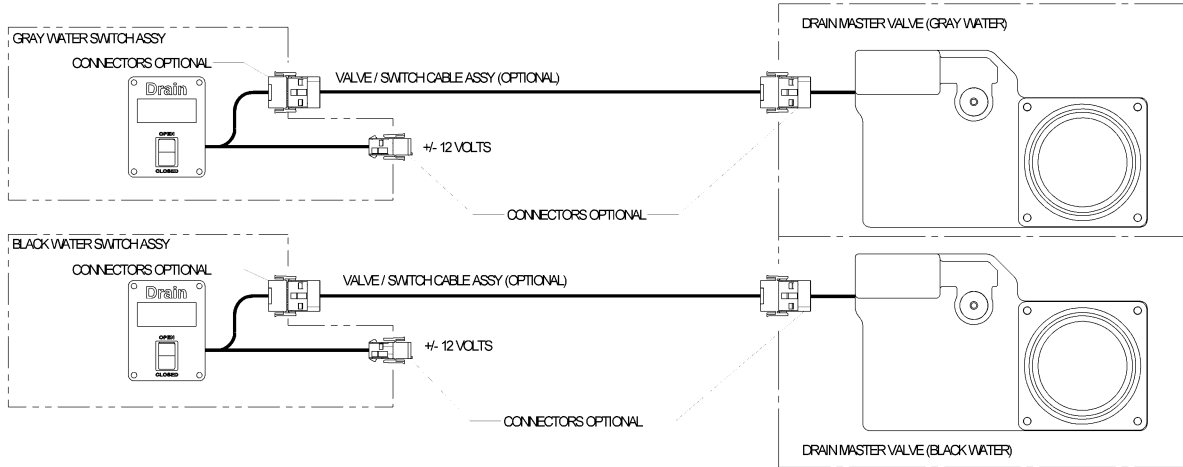 DRAIN MASTER VALVE (GRAY WATER)
GRAY WATER SWITCH ASSY
CONNECTORS OPTIONAL
VALVE / SWITCH CABLE ASSY (OPTIONAL)
Drain
OPEN
CLOSED
+/- 12 VOLTS
CONNECTORS OPTIONAL
BLACK WATER SWITCH ASSY
CONNECTORS OPTIONAL
VALVE / SWITCH CABLE ASSY (OPTIONAL)
Drain
OPEN
CLOSED
+/- 12 VOLTS
CONNECTORS OPTIONAL
DRAIN MASTER VALVE (BLACK WATER)